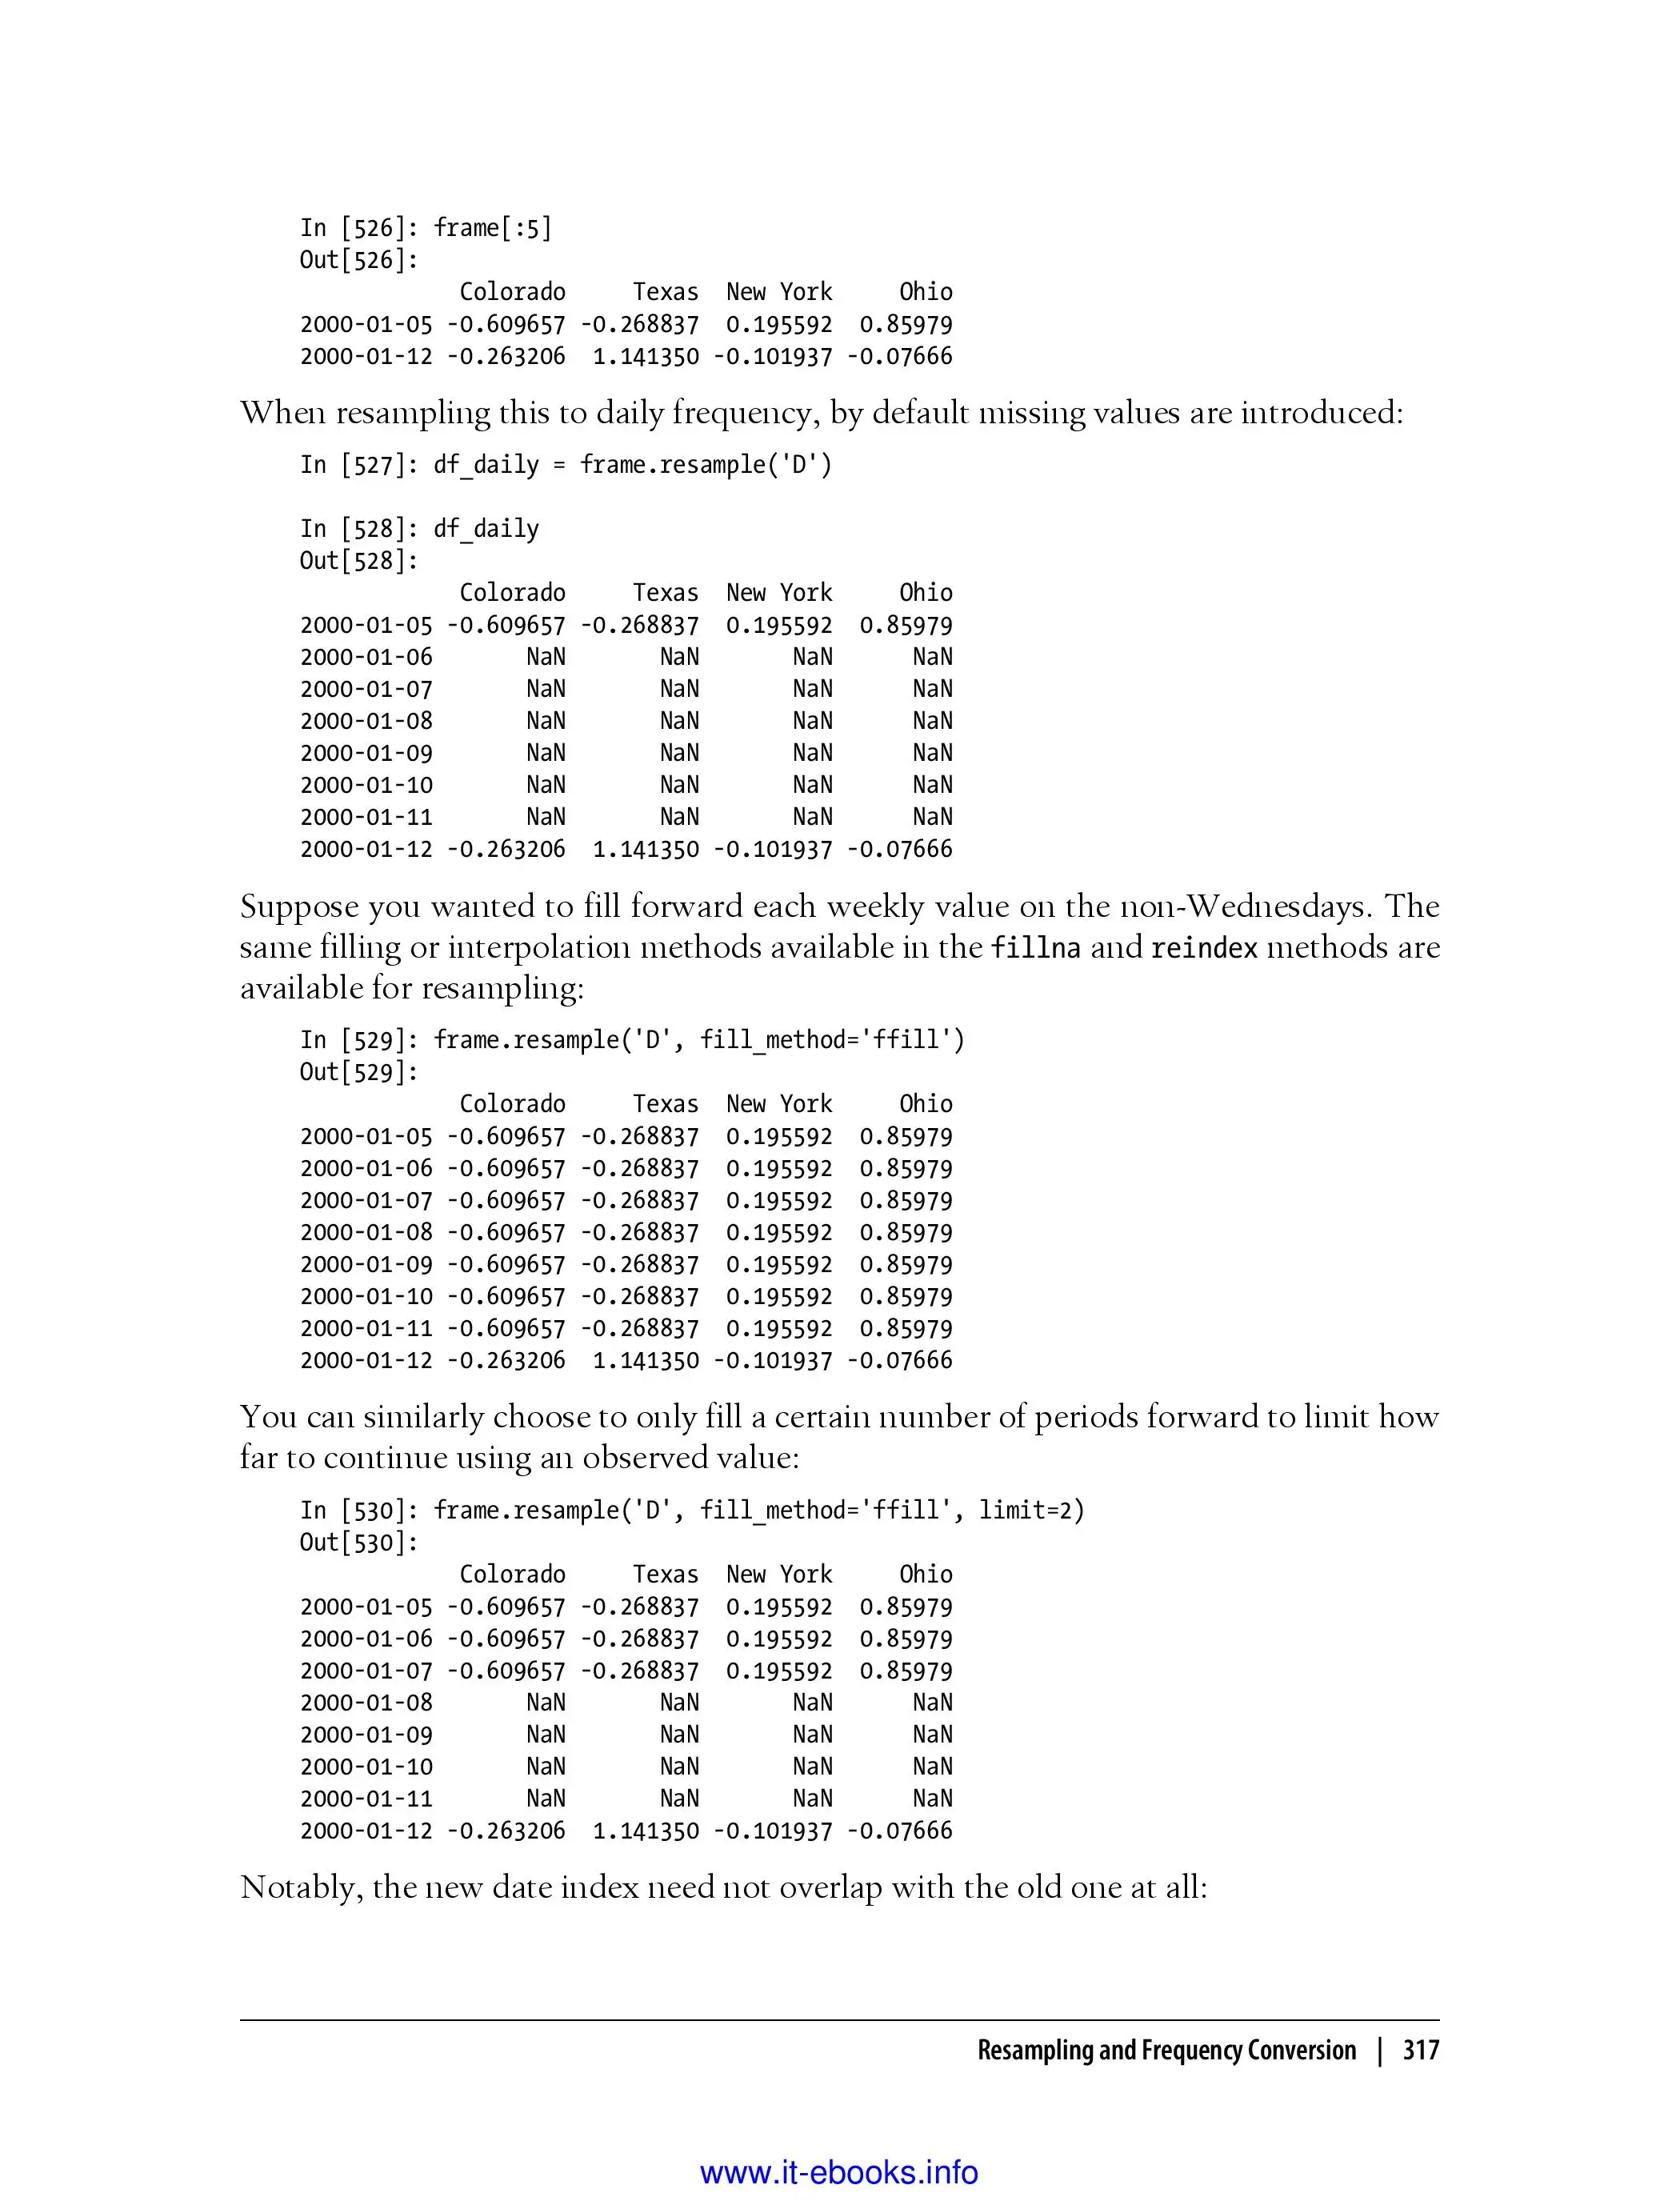 In [526]: frame[:5]
Out[526]:
            Colorado     Texas  New York     Ohio
2000-01-05 -0.609657 -0.268837  0.195592  0.85979
2000-01-12 -0.263206  1.141350 -0.101937 -0.07666
When resampling this to daily frequency, by default missing values are introduced:
In [527]: df_daily = frame.resample('D')
In [528]: df_daily
Out[528]:
            Colorado     Texas  New York     Ohio
2000-01-05 -0.609657 -0.268837  0.195592  0.85979
2000-01-06       NaN       NaN       NaN      NaN
2000-01-07       NaN       NaN       NaN      NaN
2000-01-08       NaN       NaN       NaN      NaN
2000-01-09       NaN       NaN       NaN      NaN
2000-01-10       NaN       NaN       NaN      NaN
2000-01-11       NaN       NaN       NaN      NaN
2000-01-12 -0.263206  1.141350 -0.101937 -0.07666
Suppose you wanted to fill forward each weekly value on the non-Wednesdays. The
same filling or interpolation methods available in the fillna and reindex methods are
available for resampling:
In [529]: frame.resample('D', fill_method='ffill')
Out[529]:
            Colorado     Texas  New York     Ohio
2000-01-05 -0.609657 -0.268837  0.195592  0.85979
2000-01-06 -0.609657 -0.268837  0.195592  0.85979
2000-01-07 -0.609657 -0.268837  0.195592  0.85979
2000-01-08 -0.609657 -0.268837  0.195592  0.85979
2000-01-09 -0.609657 -0.268837  0.195592  0.85979
2000-01-10 -0.609657 -0.268837  0.195592  0.85979
2000-01-11 -0.609657 -0.268837  0.195592  0.85979
2000-01-12 -0.263206  1.141350 -0.101937 -0.07666
You can similarly choose to only fill a certain number of periods forward to limit how
far to continue using an observed value:
In [530]: frame.resample('D', fill_method='ffill', limit=2)
Out[530]:
            Colorado     Texas  New York     Ohio
2000-01-05 -0.609657 -0.268837  0.195592  0.85979
2000-01-06 -0.609657 -0.268837  0.195592  0.85979
2000-01-07 -0.609657 -0.268837  0.195592  0.85979
2000-01-08       NaN       NaN       NaN      NaN
2000-01-09       NaN       NaN       NaN      NaN
2000-01-10       NaN       NaN       NaN      NaN
2000-01-11       NaN       NaN       NaN      NaN
2000-01-12 -0.263206  1.141350 -0.101937 -0.07666
Notably, the new date index need not overlap with the old one at all:
Resampling and Frequency Conversion | 317
www.it-ebooks.info